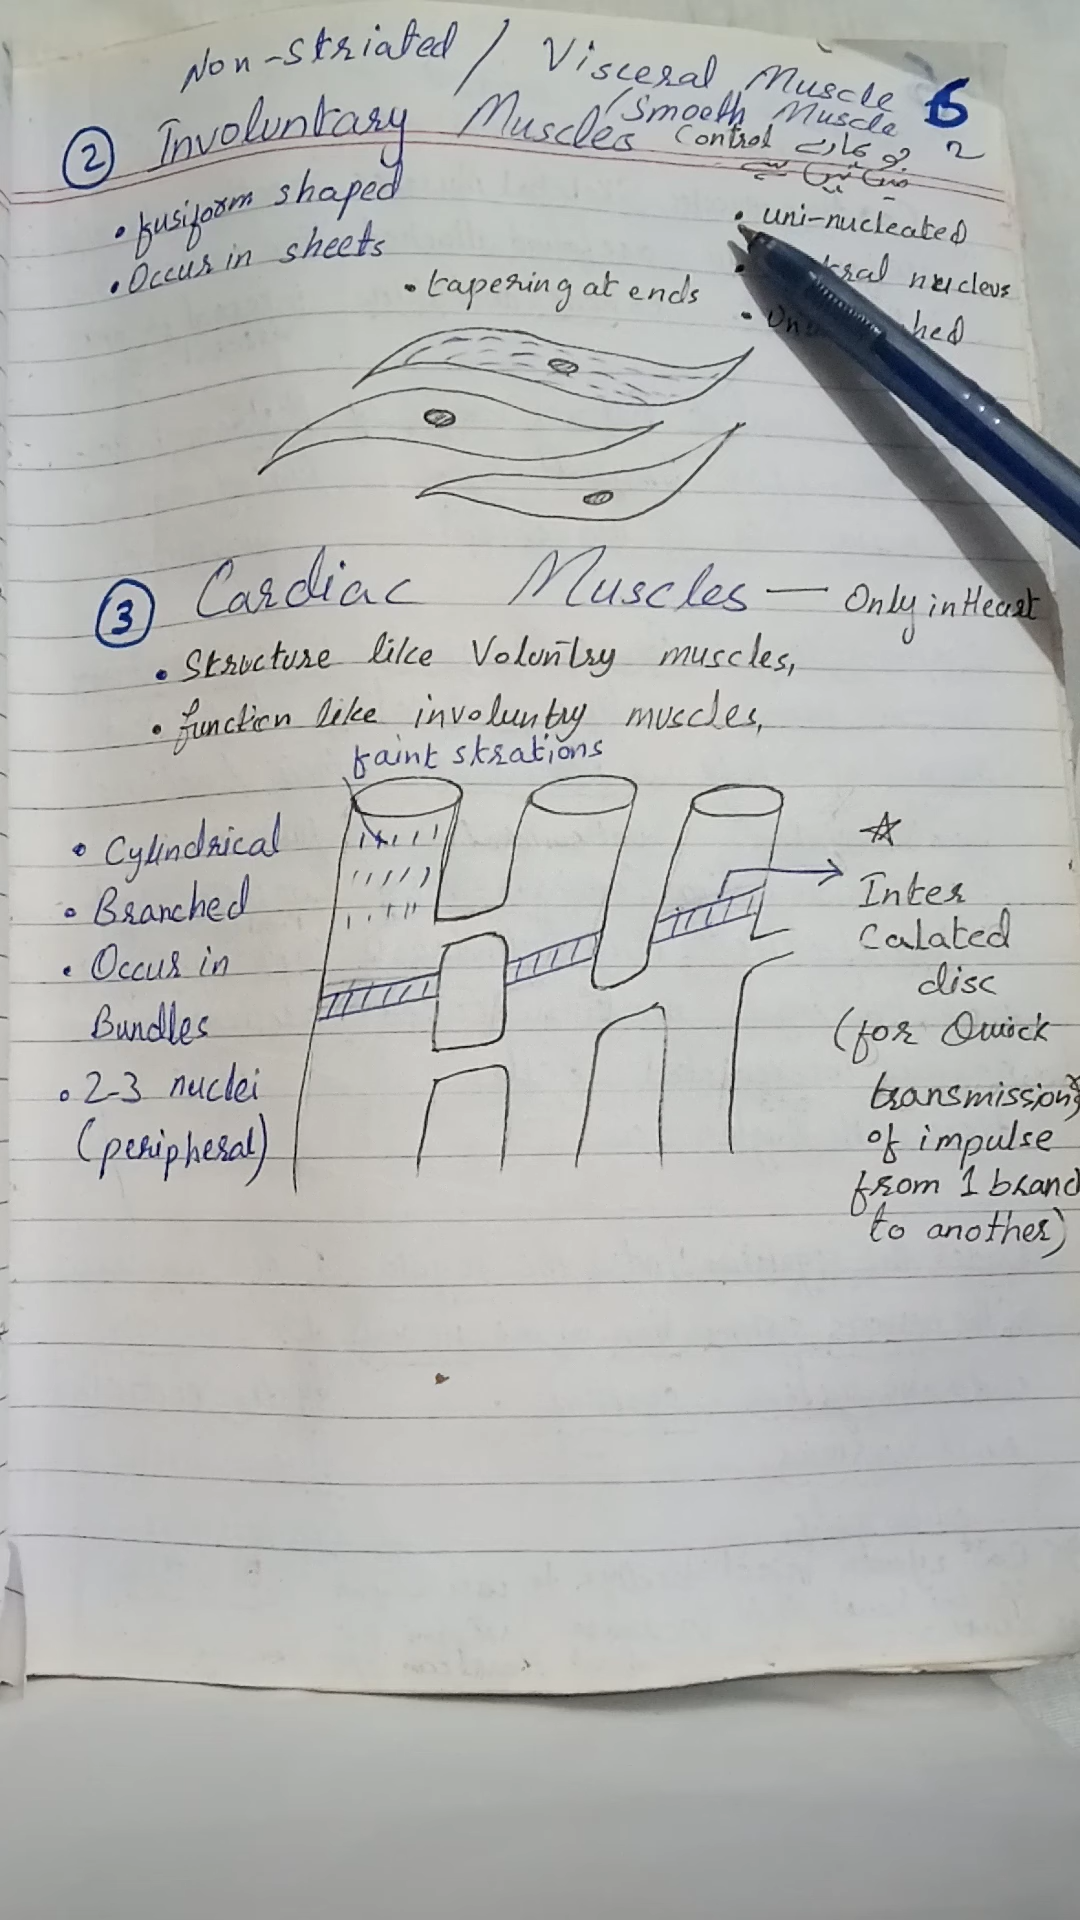 Non-Striated / Visceral Muscle
(Smooth Muscle
6
② Involuntary Muscles Control
• fusiform shaped
• Occur in sheets
• tapering at ends
• uni-nucleated
nucleus
③ Cardiac Muscles — Only in Heart
• Structure like Voluntry muscles,
• function like involuntry muscles,
faint strations
• Cylindrical
• Branched
• Occur in
Bundles
• 2-3 nuclei
(peripheral)
Inter
Calated
disc
(for Quick
transmission
of impulse
from 1 branc
to another)